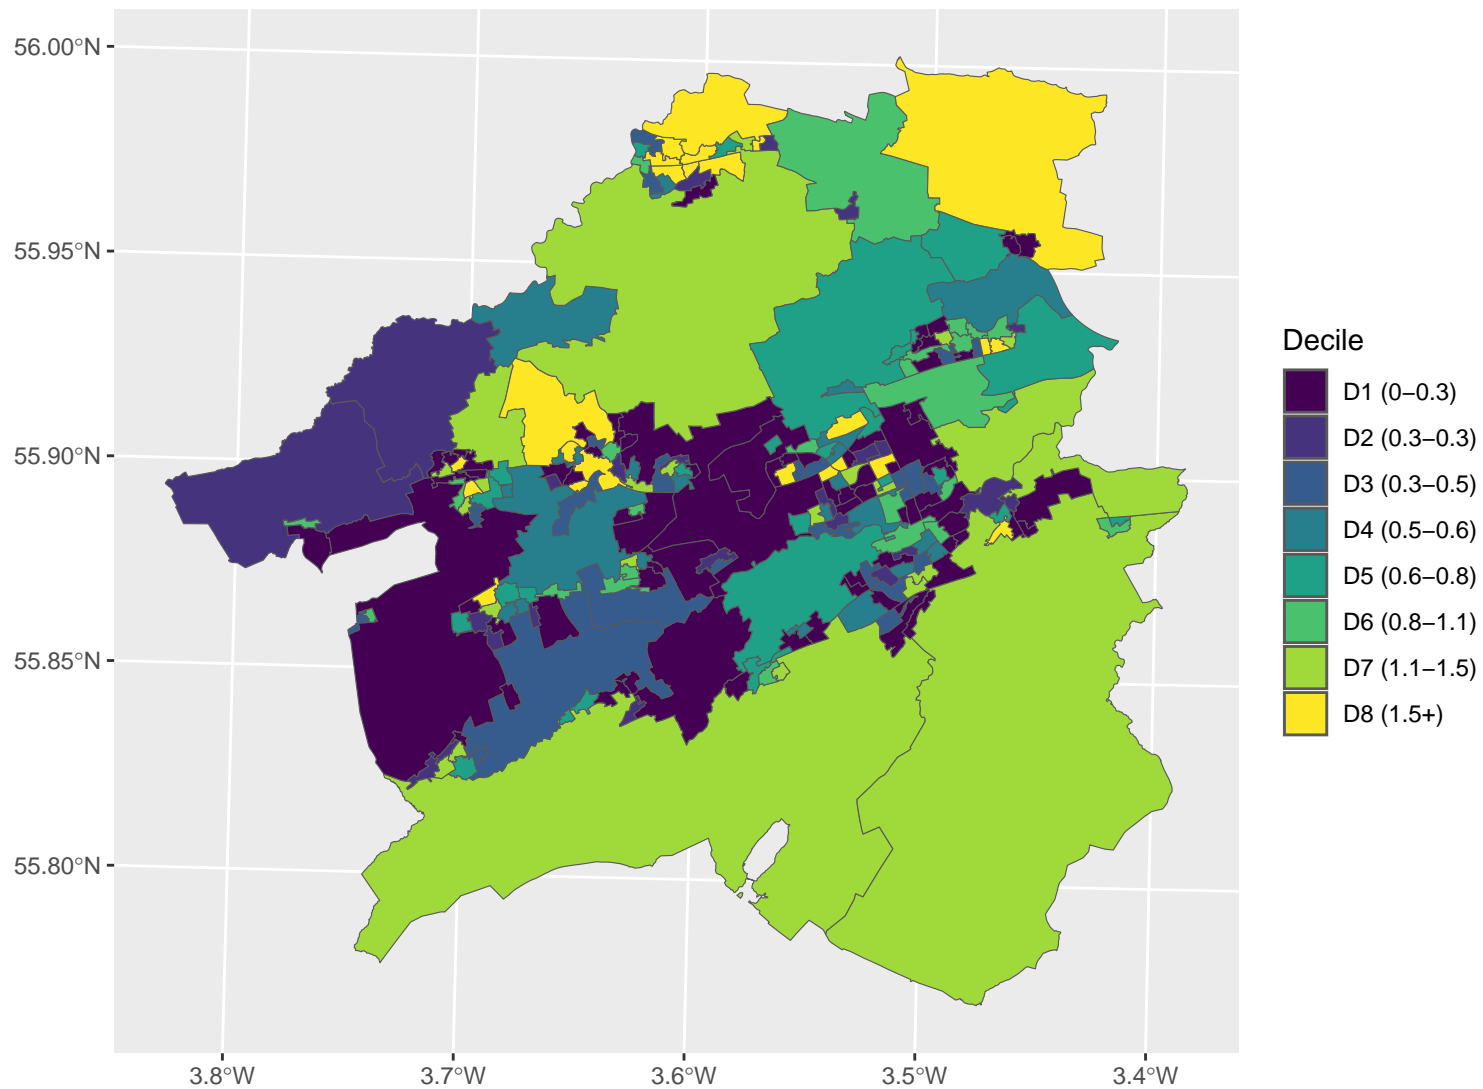 56.00°N
55.95°N
55.90°N
55.85°N
55.80°N
3.8°W
3.7°W
3.6°W
3.5°W
3.4°W
Decile
D1 (0−0.3)
D2 (0.3−0.3)
D3 (0.3−0.5)
D4 (0.5−0.6)
D5 (0.6−0.8)
D6 (0.8−1.1)
D7 (1.1−1.5)
D8 (1.5+)